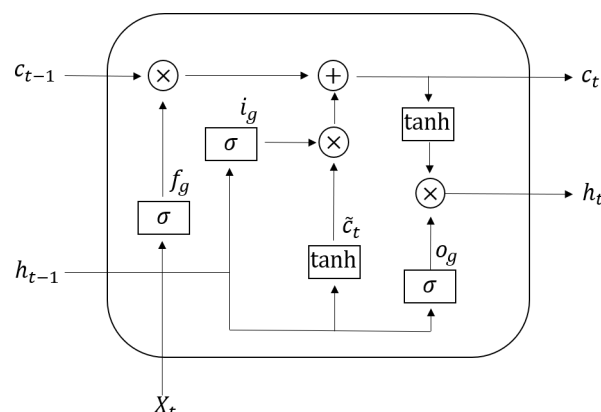 c_{t−1} × + c_t
i_g
tanh
σ ×
f_g × h_t
σ c̃_t
h_{t−1} tanh o_g
σ
X_t